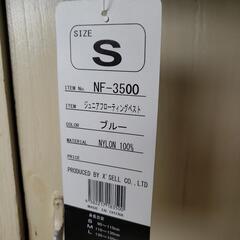 SIZE
S
ITEM No. NF-3500
ITEM ジュニアフローティングベスト
COLOR ブルー
MATERIAL NYLON 100%
PRICE
PRODUCED BY X'SELL CO., LTD
MADE IN CHINA
S
M
L